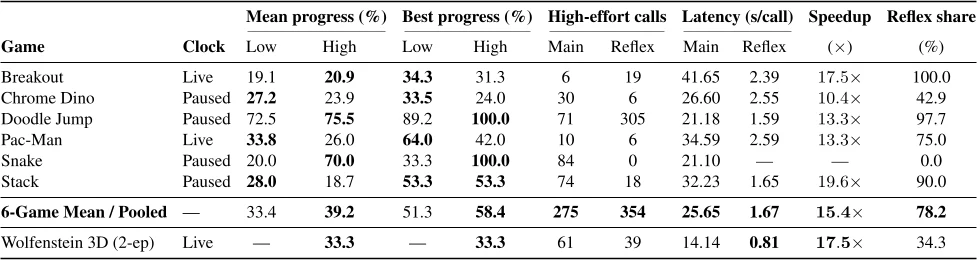 Mean progress (%) Best progress (%) High-effort calls Latency (s/call) Speedup Reflex share
Game Clock Low High Low High Main Reflex Main Reflex (×) (%)
Breakout Live 19.1 20.9 34.3 31.3 6 19 41.65 2.39 17.5× 100.0
Chrome Dino Paused 27.2 23.9 33.5 24.0 30 6 26.60 2.55 10.4× 42.9
Doodle Jump Paused 72.5 75.5 89.2 100.0 71 305 21.18 1.59 13.3× 97.7
Pac-Man Live 33.8 26.0 64.0 42.0 10 6 34.59 2.59 13.3× 75.0
Snake Paused 20.0 70.0 33.3 100.0 84 0 21.10 — — 0.0
Stack Paused 28.0 18.7 53.3 53.3 74 18 32.23 1.65 19.6× 90.0
6-Game Mean / Pooled — 33.4 39.2 51.3 58.4 275 354 25.65 1.67 15.4× 78.2
Wolfenstein 3D (2-ep) Live — 33.3 — 33.3 61 39 14.14 0.81 17.5× 34.3